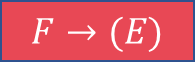 F → (E)